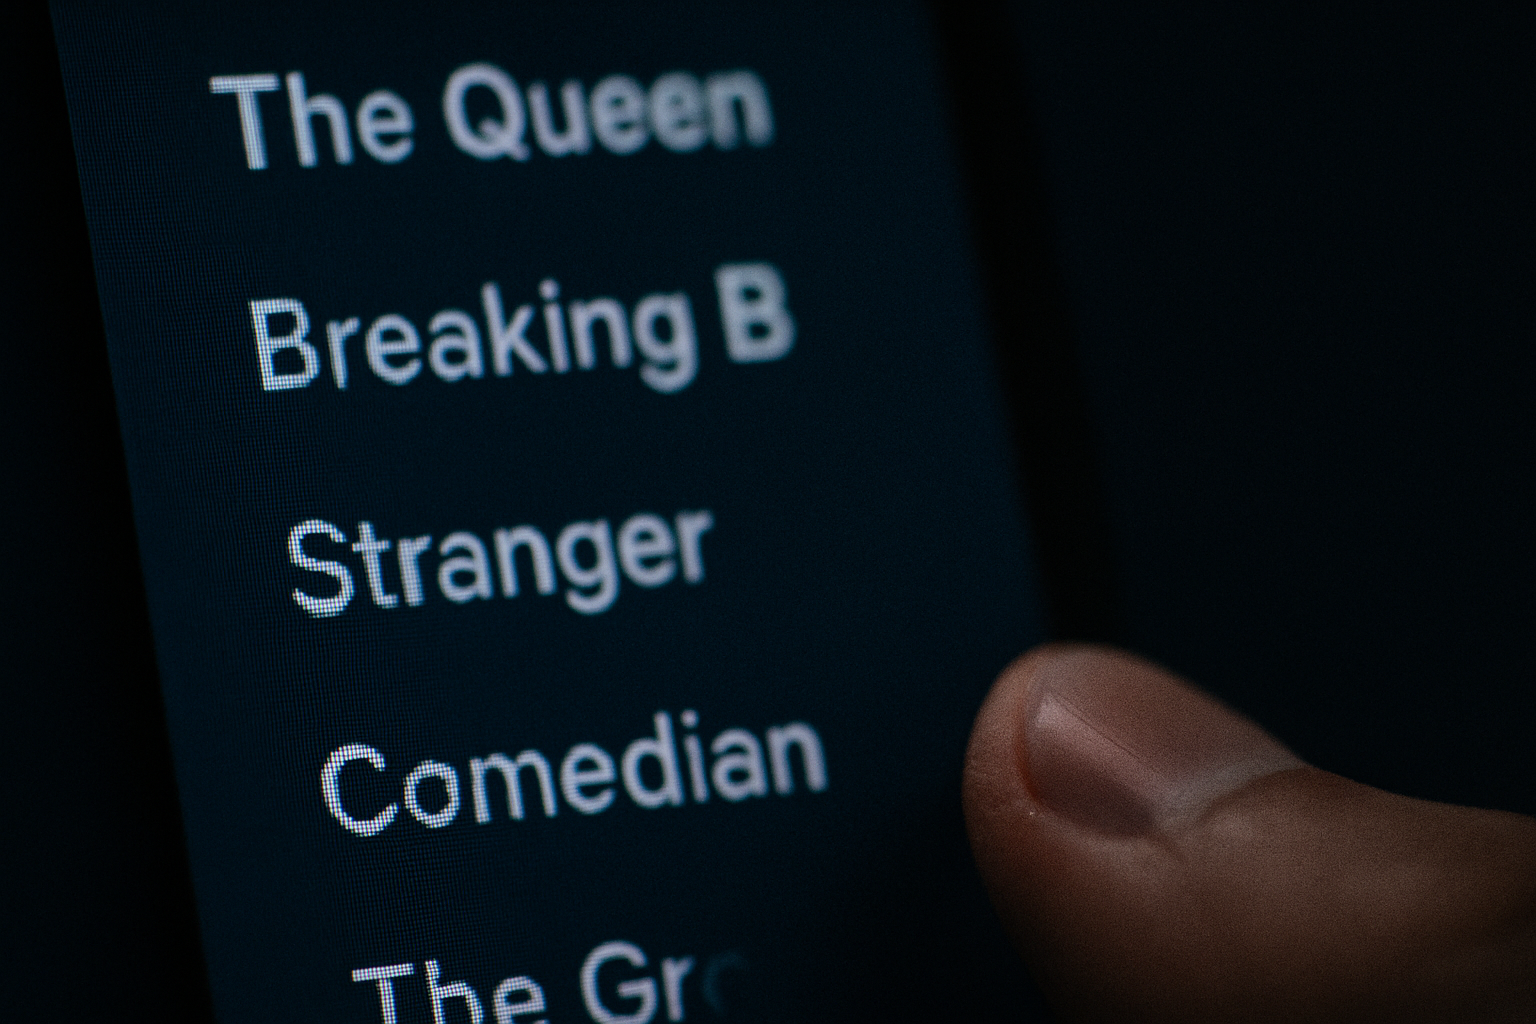 The Queen
Breaking B
Stranger
Comedian
The Gr